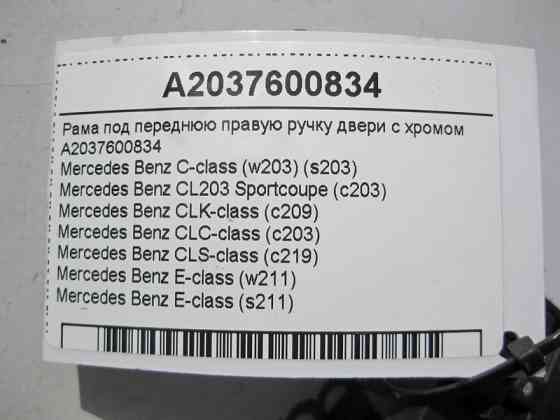 A2037600834
Рама под переднюю правую ручку двери с хромом
A2037600834
Mercedes Benz C-class (w203) (s203)
Mercedes Benz CL203 Sportcoupe (c203)
Mercedes Benz CLK-class (c209)
Mercedes Benz CLC-class (c203)
Mercedes Benz CLS-class (c219)
Mercedes Benz E-class (w211)
Mercedes Benz E-class (s211)